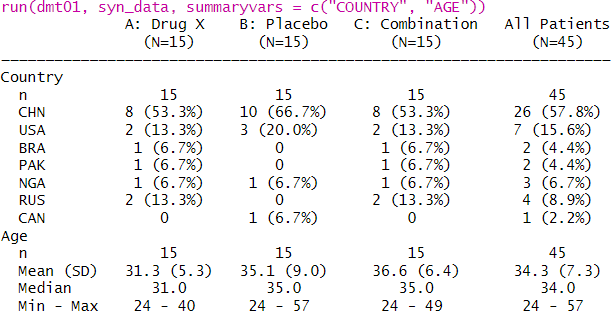 run(dmt01, syn_data, summaryvars = c("COUNTRY", "AGE"))
A: Drug X B: Placebo C: Combination All Patients
(N=15) (N=15) (N=15) (N=45)
Country
n 15 15 15 45
CHN 8 (53.3%) 10 (66.7%) 8 (53.3%) 26 (57.8%)
USA 2 (13.3%) 3 (20.0%) 2 (13.3%) 7 (15.6%)
BRA 1 (6.7%) 0 1 (6.7%) 2 (4.4%)
PAK 1 (6.7%) 0 1 (6.7%) 2 (4.4%)
NGA 1 (6.7%) 1 (6.7%) 1 (6.7%) 3 (6.7%)
RUS 2 (13.3%) 0 2 (13.3%) 4 (8.9%)
CAN 0 1 (6.7%) 0 1 (2.2%)
Age
n 15 15 15 45
Mean (SD) 31.3 (5.3) 35.1 (9.0) 36.6 (6.4) 34.3 (7.3)
Median 31.0 35.0 35.0 34.0
Min - Max 24 - 40 24 - 57 24 - 49 24 - 57